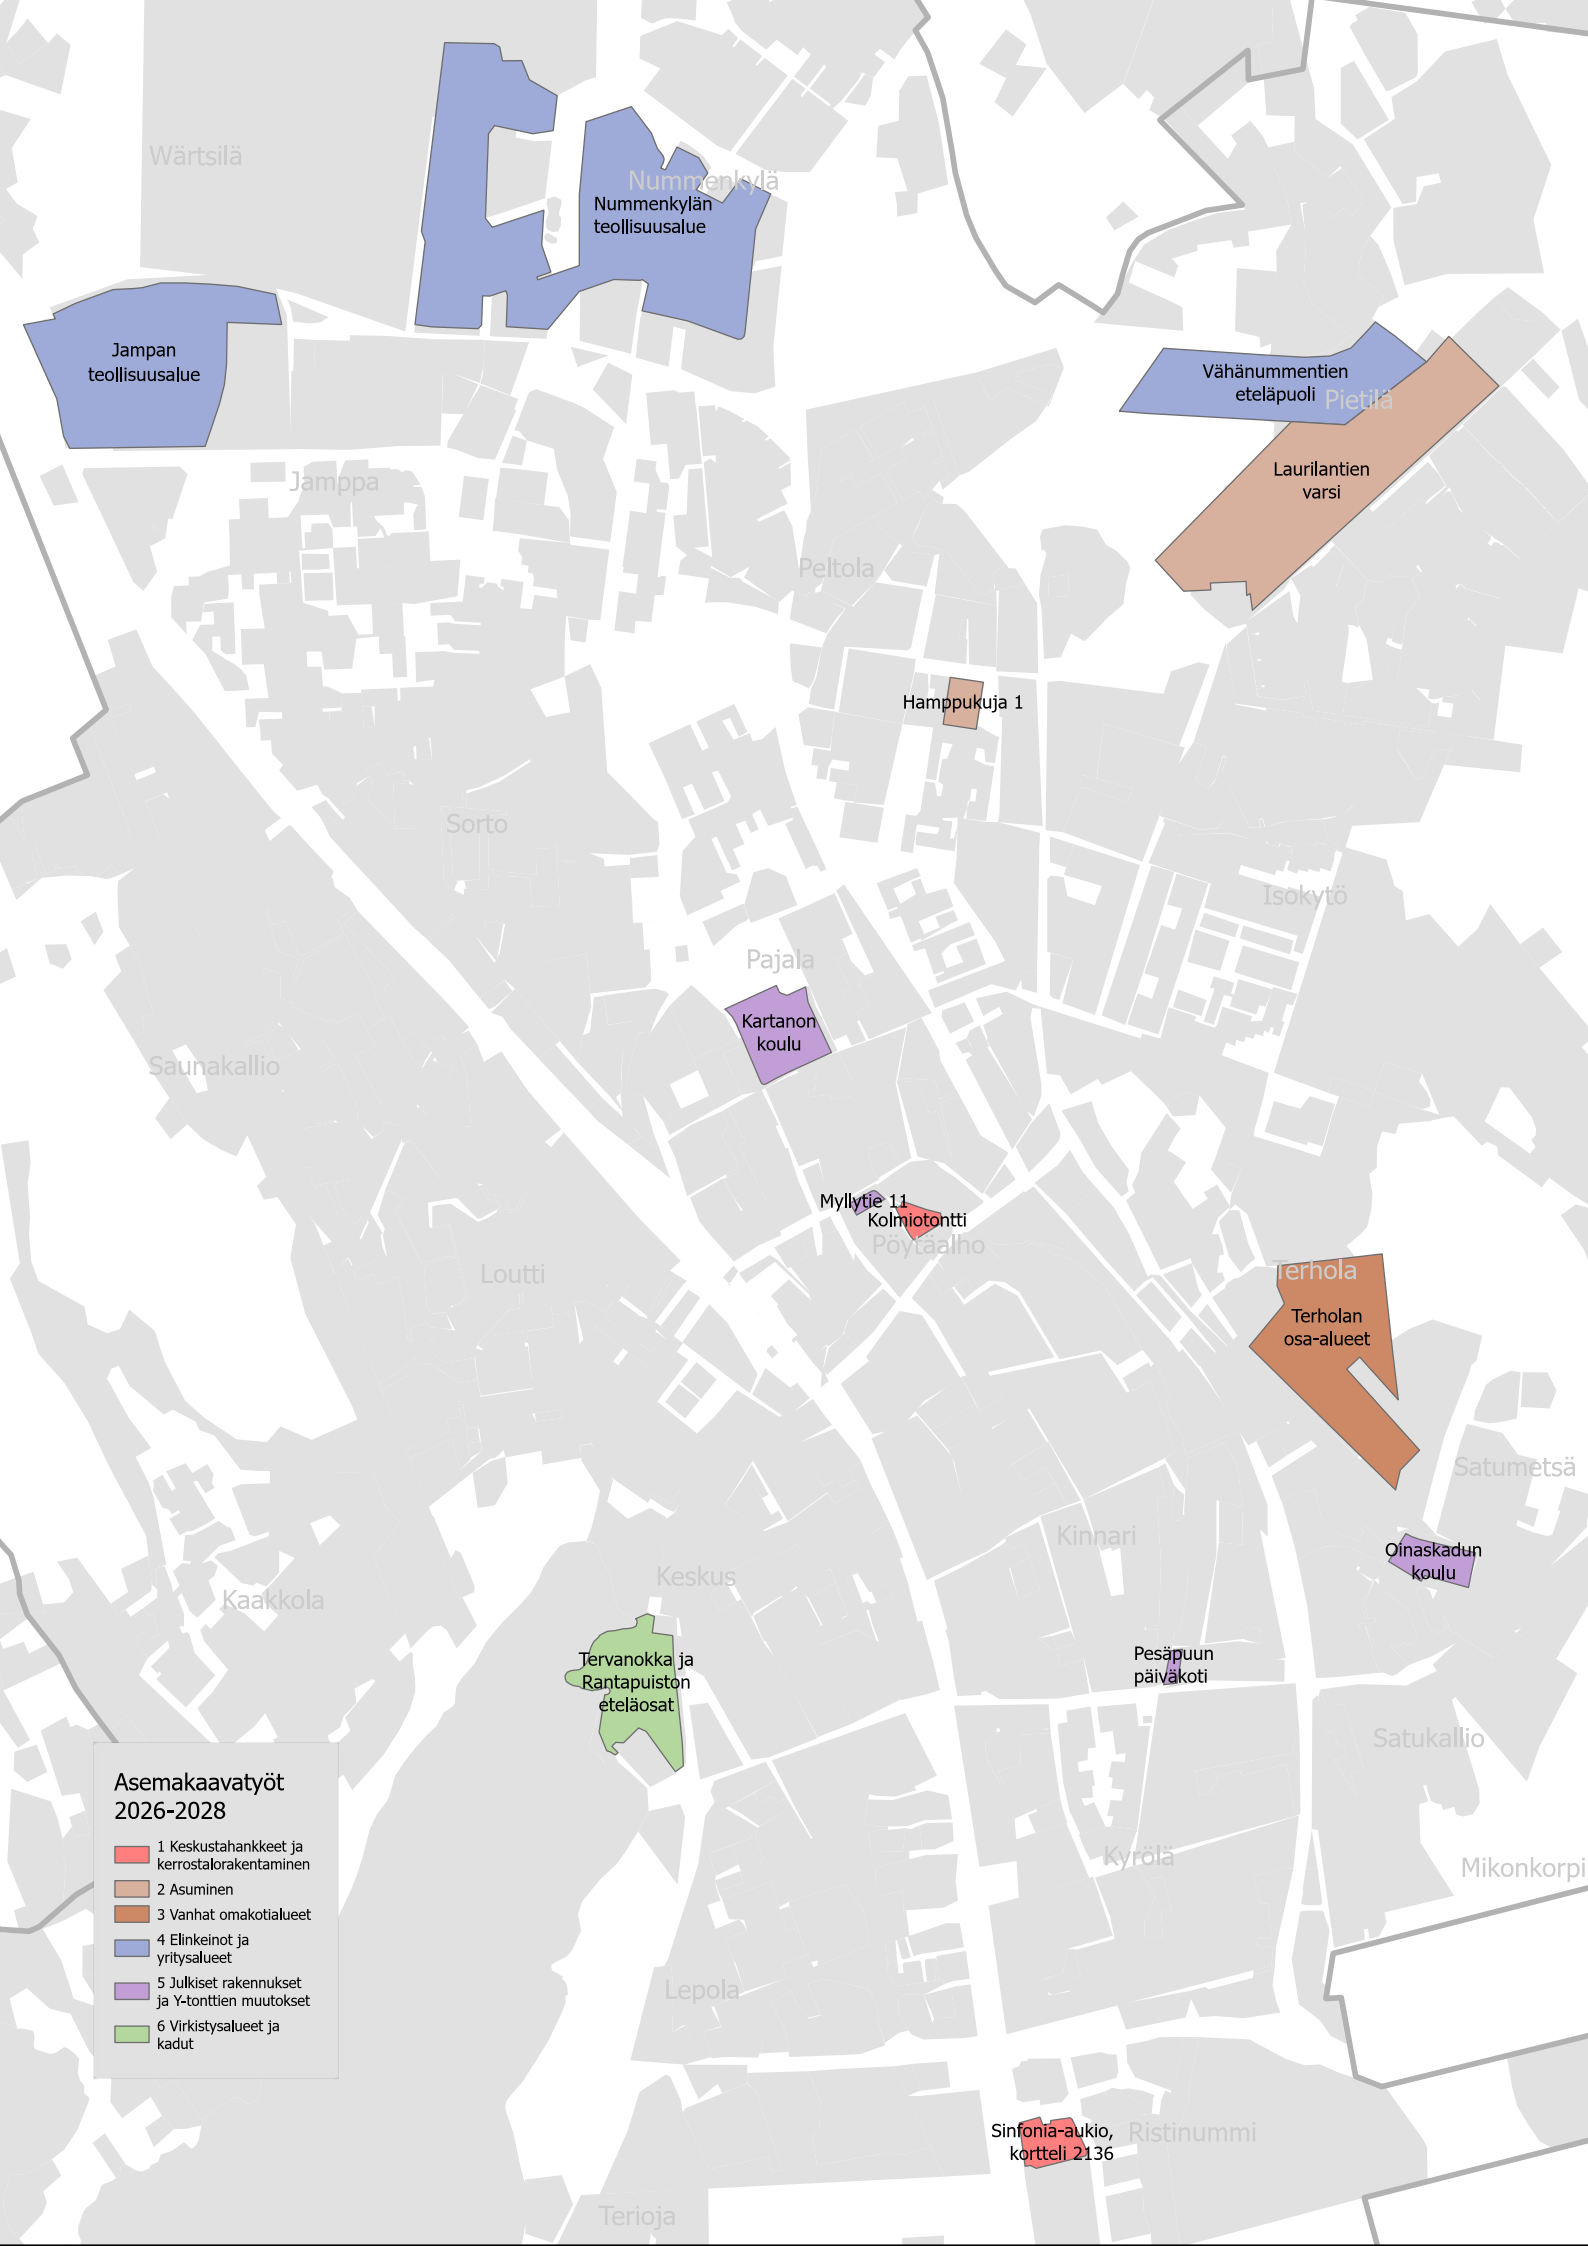 Wärtsilä
Nummenkylä
Nummenkylän
teollisuusalue
Jampan
teollisuusalue
Vähänummentien
eteläpuoli
Pietilä
Laurilantien
varsi
Jamppa
Peltola
Hamppukuja 1
Sorto
Isokytö
Pajala
Kartanon
koulu
Saunakallio
Myllytie 11
Kolmiotontti
Pöytäalho
Loutti
Terhola
Terholan
osa-alueet
Satumetsä
Kinnari
Oinaskadun
koulu
Keskus
Kaakkola
Tervanokka ja
Rantapuiston
eteläosat
Pesäpuun
päiväkoti
Satukallio
Asemakaavatyöt
2026-2028
1 Keskustahankkeet ja
kerrostalorakentaminen
2 Asuminen
3 Vanhat omakotialueet
4 Elinkeinot ja
yritysalueet
5 Julkiset rakennukset
ja Y-tonttien muutokset
6 Virkistysalueet ja
kadut
Kyrölä
Mikonkorpi
Lepola
Sinfonia-aukio,
kortteli 2136
Ristinummi
Terioja